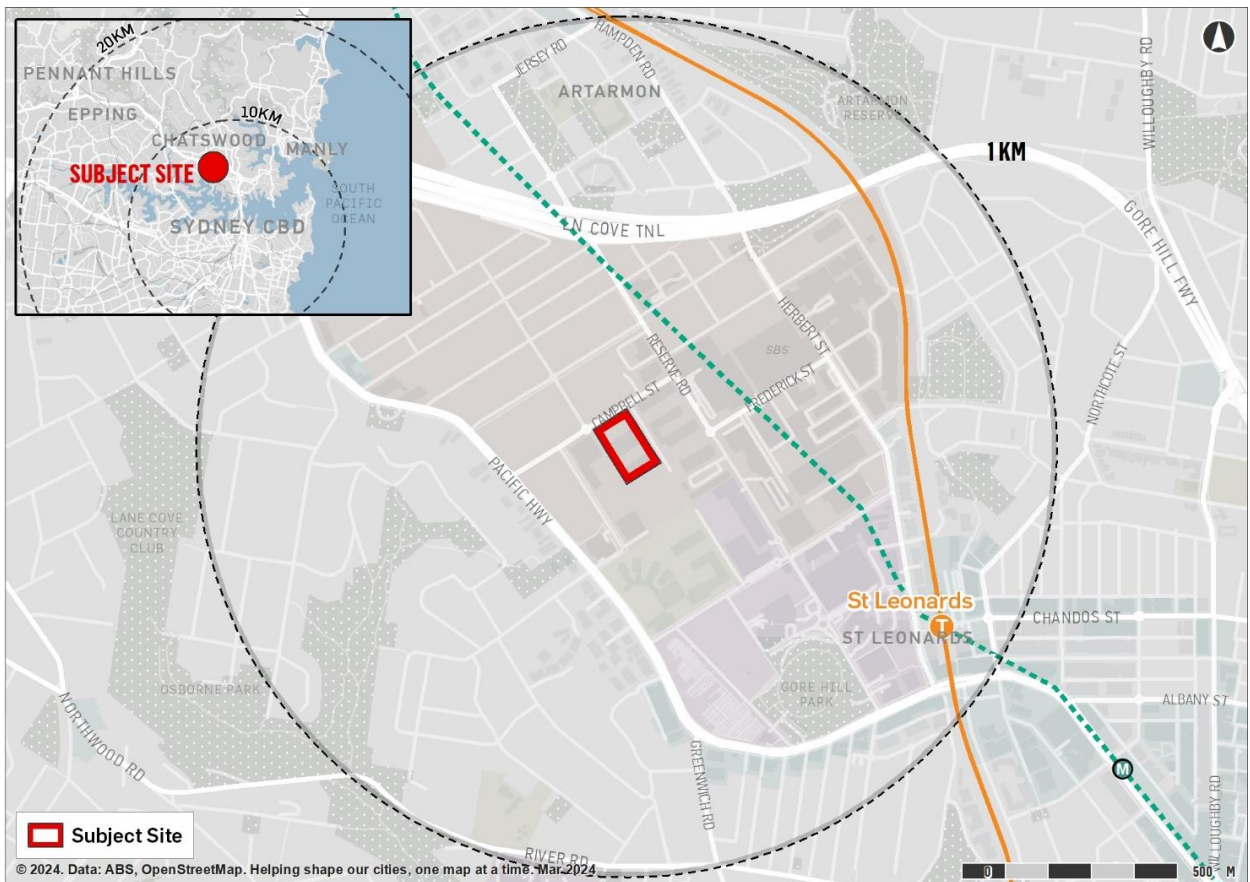 20KM
PENNANT HILLS
EPPING
10KM
CHATSWOOD
MANLY
SUBJECT SITE
SOUTH
PACIFIC
OCEAN
SYDNEY CBD
JERSEY RD
HAMPDEN RD
ARTARMON
ARTARMON
RESERVE
WILLOUGHBY RD
1 KM
GORE HILL FWY
LN COVE TNL
HERBERT ST
SBS
RESERVE RD
FREDERICK ST
CAMPBELL ST
NORTHCOTE ST
PACIFIC HWY
LANE COVE
COUNTRY
CLUB
St Leonards
T
ST LEONARDS
CHANDOS ST
OSBORNE PARK
GORE HILL
PARK
ALBANY ST
NORTHWOOD RD
GREENWICH RD
M
WILLOUGHBY RD
Subject Site
RIVER RD
© 2024. Data: ABS, OpenStreetMap. Helping shape our cities, one map at a time. Mar 2024
0 500 M